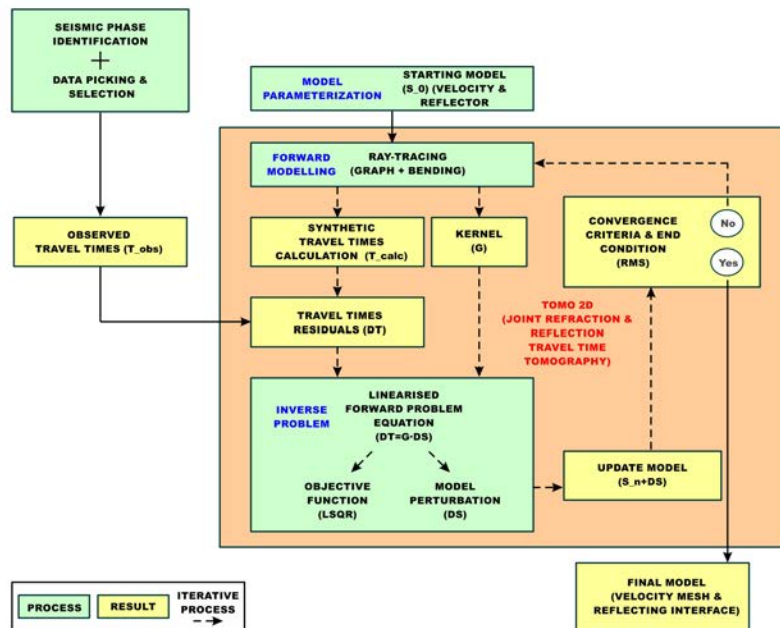 SEISMIC PHASE
IDENTIFICATION
+
DATA PICKING &
SELECTION
MODEL
PARAMETERIZATION
STARTING MODEL
(S_0) (VELOCITY &
REFLECTOR
FORWARD
MODELLING
RAY-TRACING
(GRAPH + BENDING)
OBSERVED
TRAVEL TIMES (T_obs)
SYNTHETIC
TRAVEL TIMES
CALCULATION (T_calc)
KERNEL
(G)
CONVERGENCE
CRITERIA & END
CONDITION
(RMS)
No
Yes
TRAVEL TIMES
RESIDUALS (DT)
TOMO 2D
(JOINT REFRACTION &
REFLECTION
TRAVEL TIME
TOMOGRAPHY)
INVERSE
PROBLEM
LINEARISED
FORWARD PROBLEM
EQUATION
(DT=G·DS)
OBJECTIVE
FUNCTION
(LSQR)
MODEL
PERTURBATION
(DS)
UPDATE MODEL
(S_n+DS)
FINAL MODEL
(VELOCITY MESH &
REFLECTING INTERFACE)
PROCESS
RESULT
ITERATIVE
PROCESS